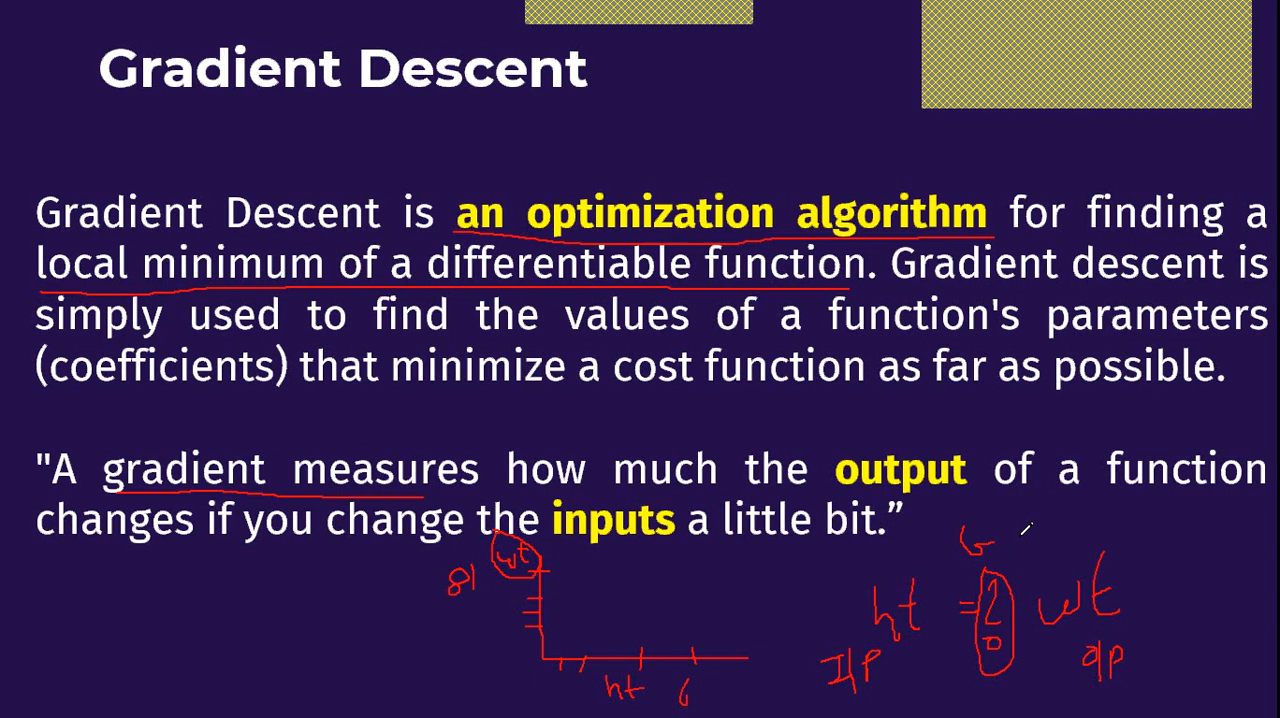 Gradient Descent
Gradient Descent is an optimization algorithm for finding a
local minimum of a differentiable function. Gradient descent is
simply used to find the values of a function's parameters
(coefficients) that minimize a cost function as far as possible.
"A gradient measures how much the output of a function
changes if you change the inputs a little bit.”
wt
81
ht 6
ht = 2 wt
I/P o/p